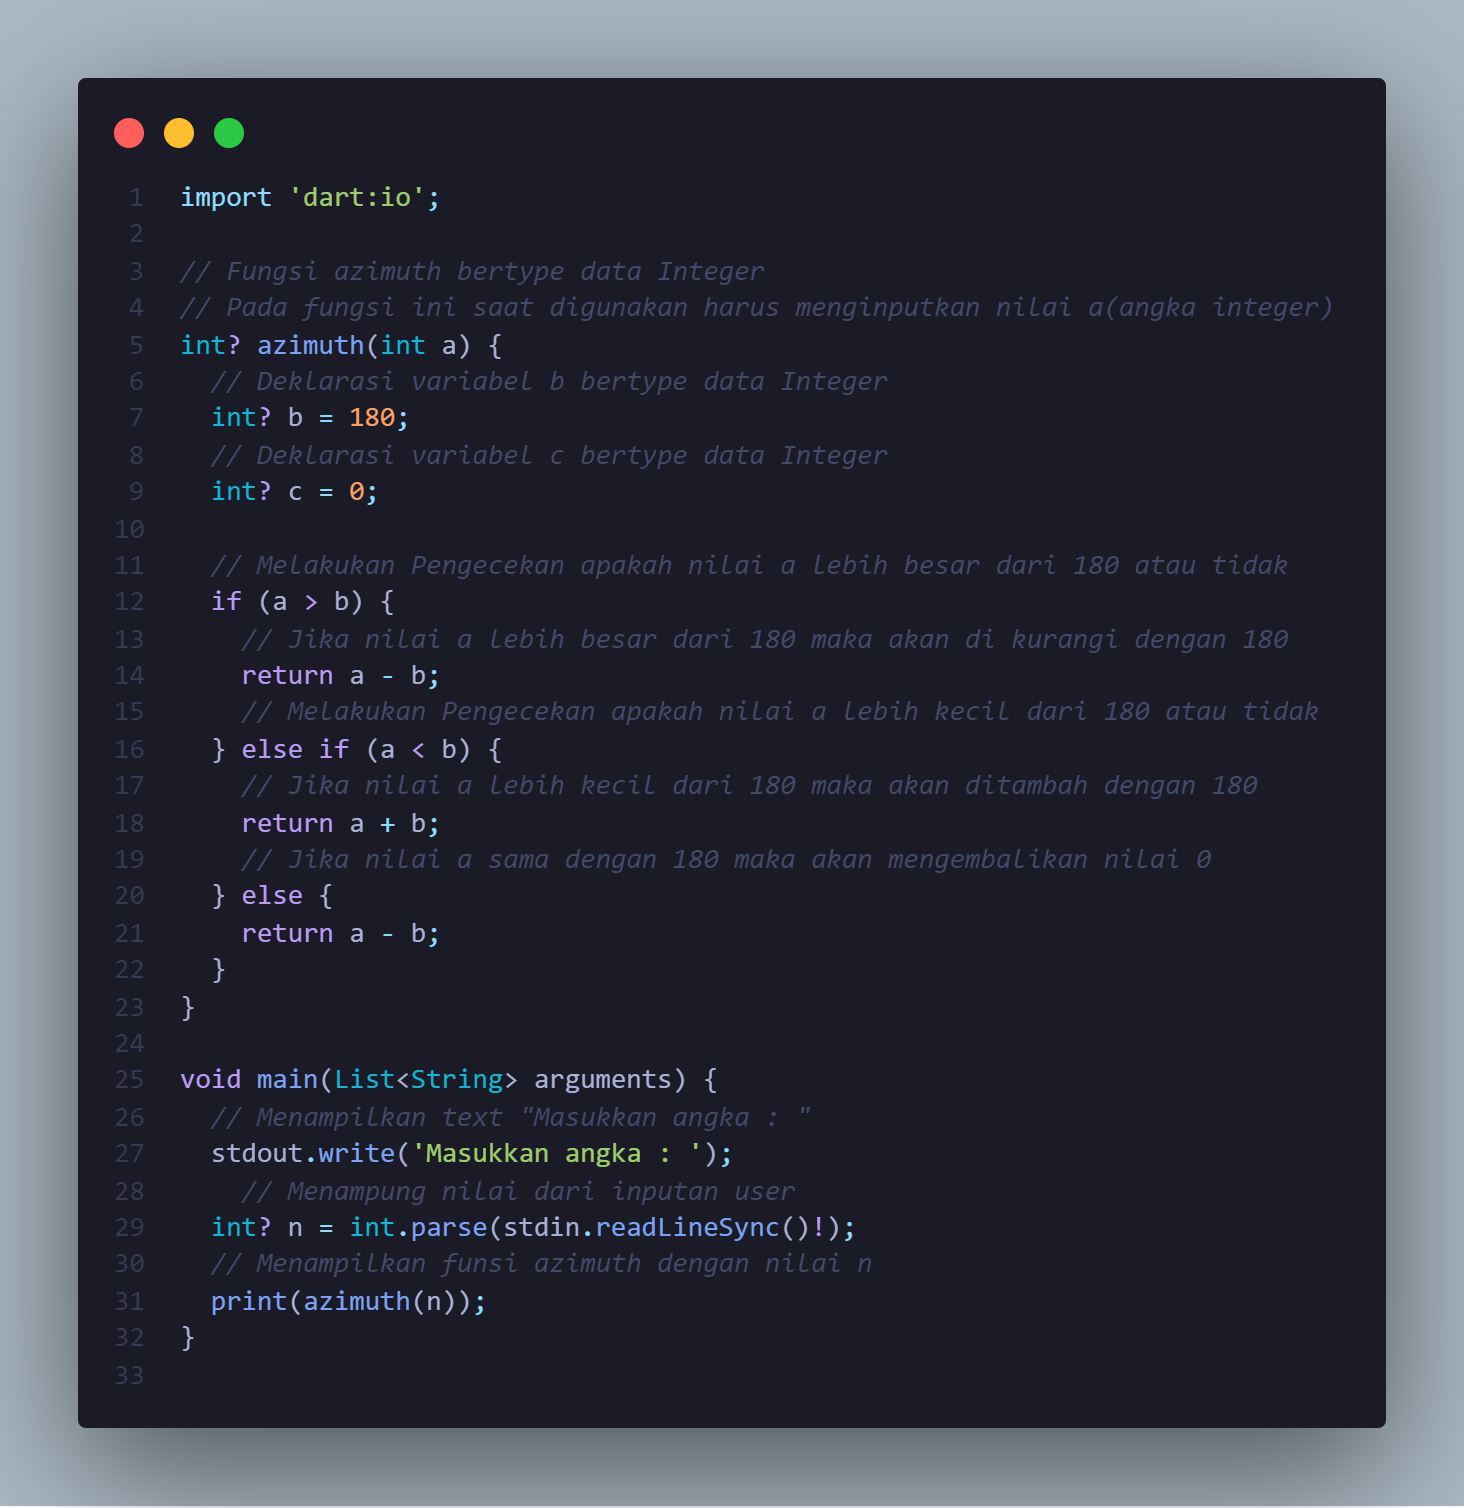 1 import 'dart:io';
2
3 // Fungsi azimuth bertype data Integer
4 // Pada fungsi ini saat digunakan harus menginputkan nilai a(angka integer)
5 int? azimuth(int a) {
6   // Deklarasi variabel b bertype data Integer
7   int? b = 180;
8   // Deklarasi variabel c bertype data Integer
9   int? c = 0;
10
11   // Melakukan Pengecekan apakah nilai a lebih besar dari 180 atau tidak
12   if (a > b) {
13     // Jika nilai a lebih besar dari 180 maka akan di kurangi dengan 180
14     return a - b;
15     // Melakukan Pengecekan apakah nilai a lebih kecil dari 180 atau tidak
16   } else if (a < b) {
17     // Jika nilai a lebih kecil dari 180 maka akan ditambah dengan 180
18     return a + b;
19     // Jika nilai a sama dengan 180 maka akan mengembalikan nilai 0
20   } else {
21     return a - b;
22   }
23 }
24
25 void main(List<String> arguments) {
26   // Menampilkan text "Masukkan angka : "
27   stdout.write('Masukkan angka : ');
28     // Menampung nilai dari inputan user
29   int? n = int.parse(stdin.readLineSync()!);
30   // Menampilkan funsi azimuth dengan nilai n
31   print(azimuth(n));
32 }
33